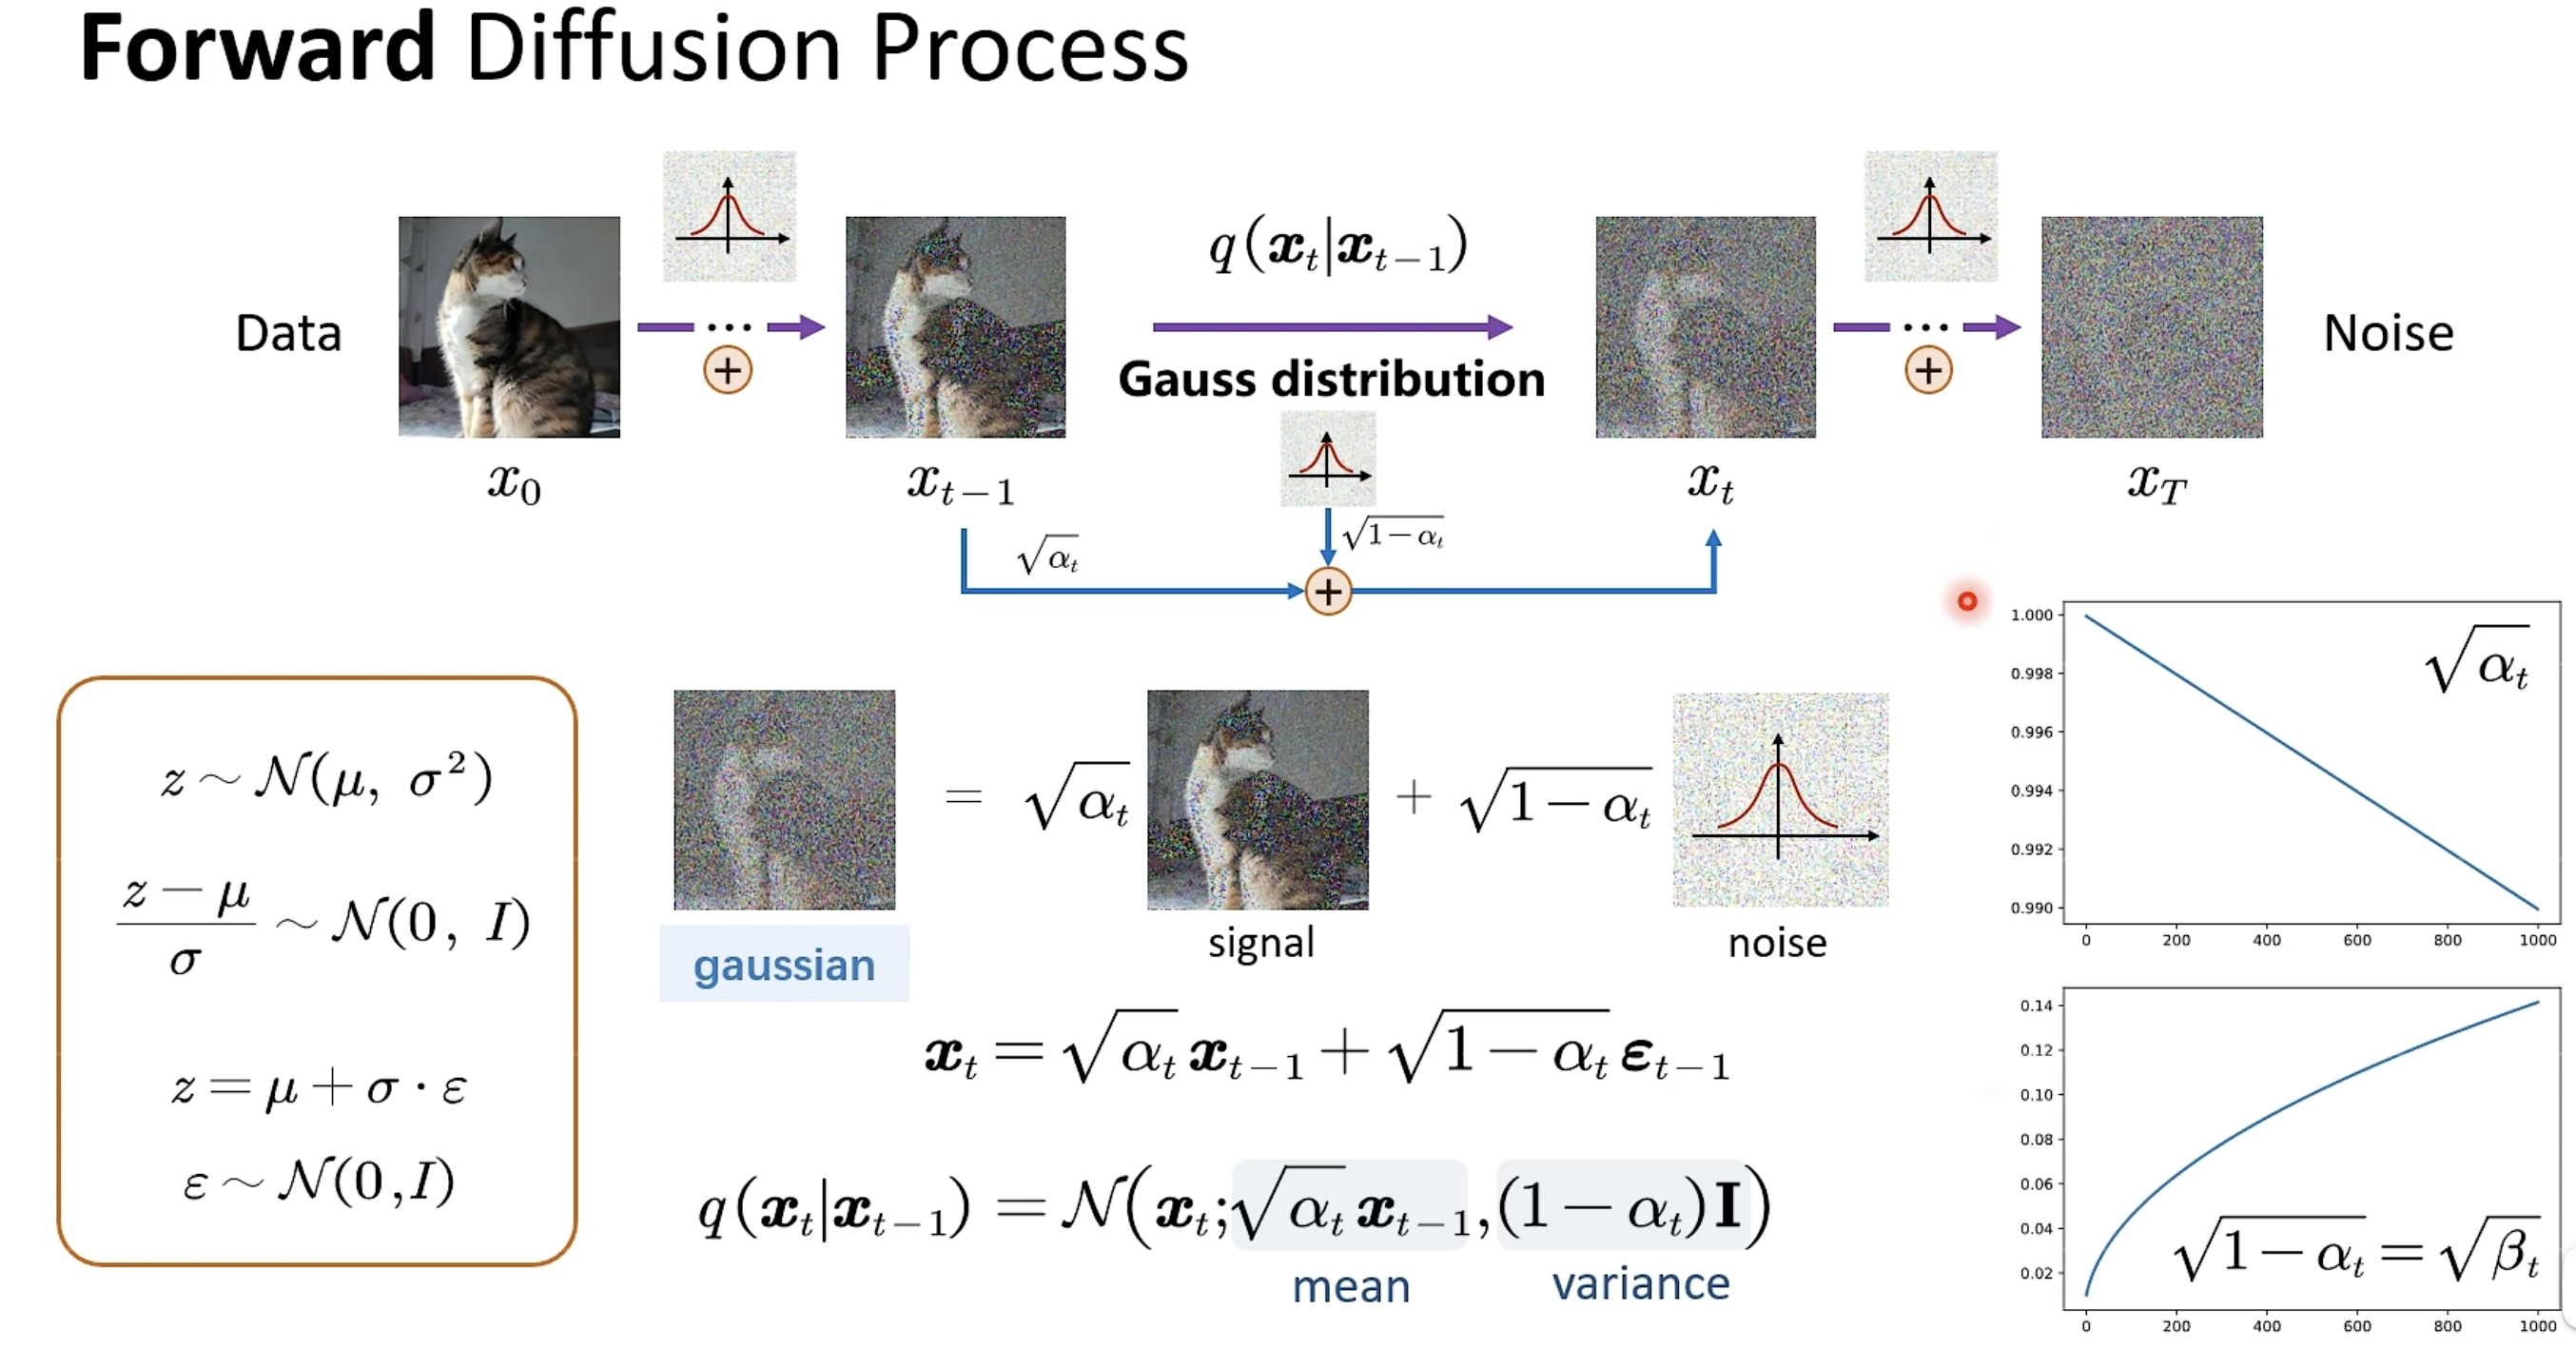 Forward Diffusion Process
Data
q(x_t|x_{t-1})
Gauss distribution
Noise
x_0
x_{t-1}
x_t
x_T
√α_t
√1−α_t
z ~ N(μ, σ²)
(z − μ)/σ ~ N(0, I)
z = μ + σ · ε
ε ~ N(0,I)
= √α_t + √1−α_t
gaussian
signal
noise
x_t = √α_t x_{t-1} + √1−α_t ε_{t-1}
q(x_t|x_{t-1}) = N(x_t; √α_t x_{t-1}, (1−α_t)I)
mean
variance
√α_t
1.000
0.998
0.996
0.994
0.992
0.990
0 200 400 600 800 1000
0.14
0.12
0.10
0.08
0.06
0.04
0.02
√1−α_t = √β_t
0 200 400 600 800 1000